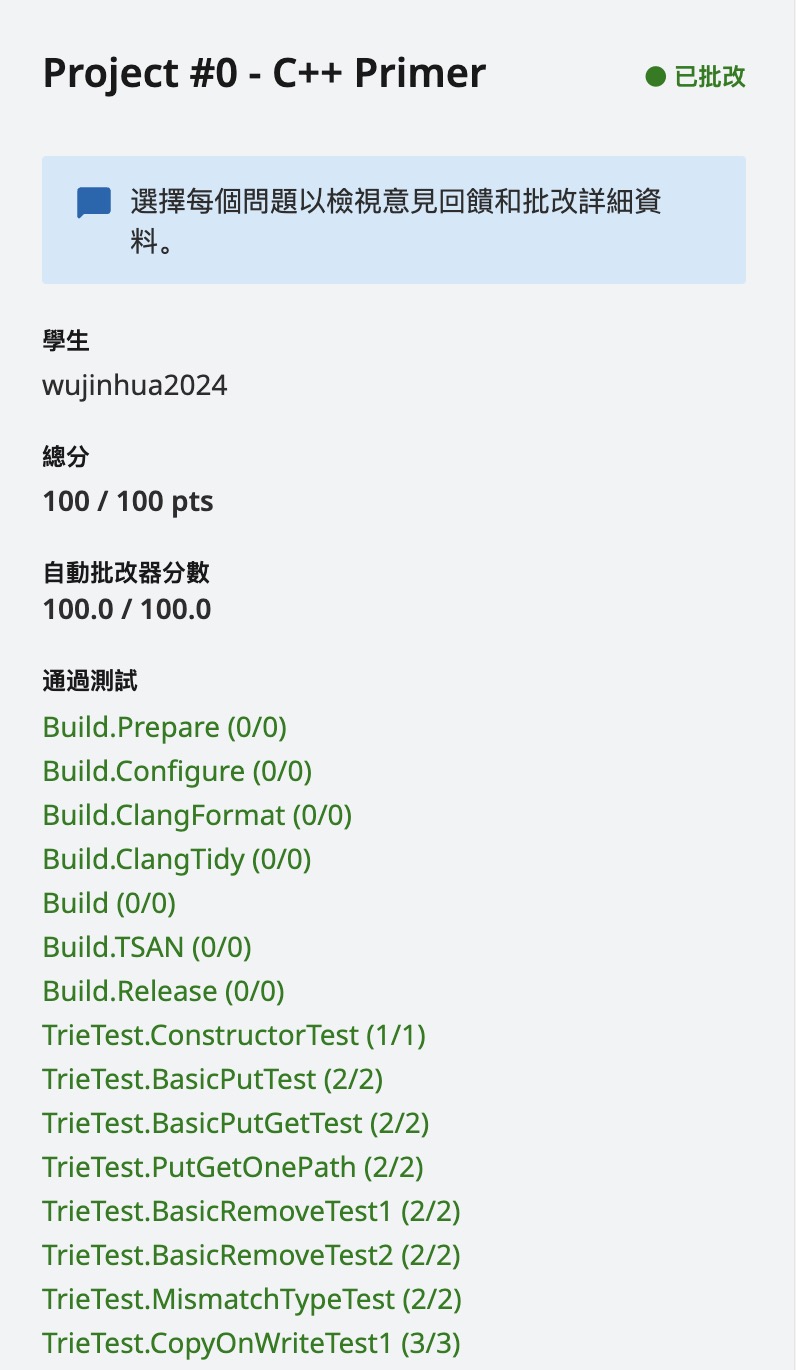 Project #0 - C++ Primer
已批改
選擇每個問題以檢視意見回饋和批改詳細資
料。
學生
wujinhua2024
總分
100 / 100 pts
自動批改器分數
100.0 / 100.0
通過測試
Build.Prepare (0/0)
Build.Configure (0/0)
Build.ClangFormat (0/0)
Build.ClangTidy (0/0)
Build (0/0)
Build.TSAN (0/0)
Build.Release (0/0)
TrieTest.ConstructorTest (1/1)
TrieTest.BasicPutTest (2/2)
TrieTest.BasicPutGetTest (2/2)
TrieTest.PutGetOnePath (2/2)
TrieTest.BasicRemoveTest1 (2/2)
TrieTest.BasicRemoveTest2 (2/2)
TrieTest.MismatchTypeTest (2/2)
TrieTest.CopyOnWriteTest1 (3/3)